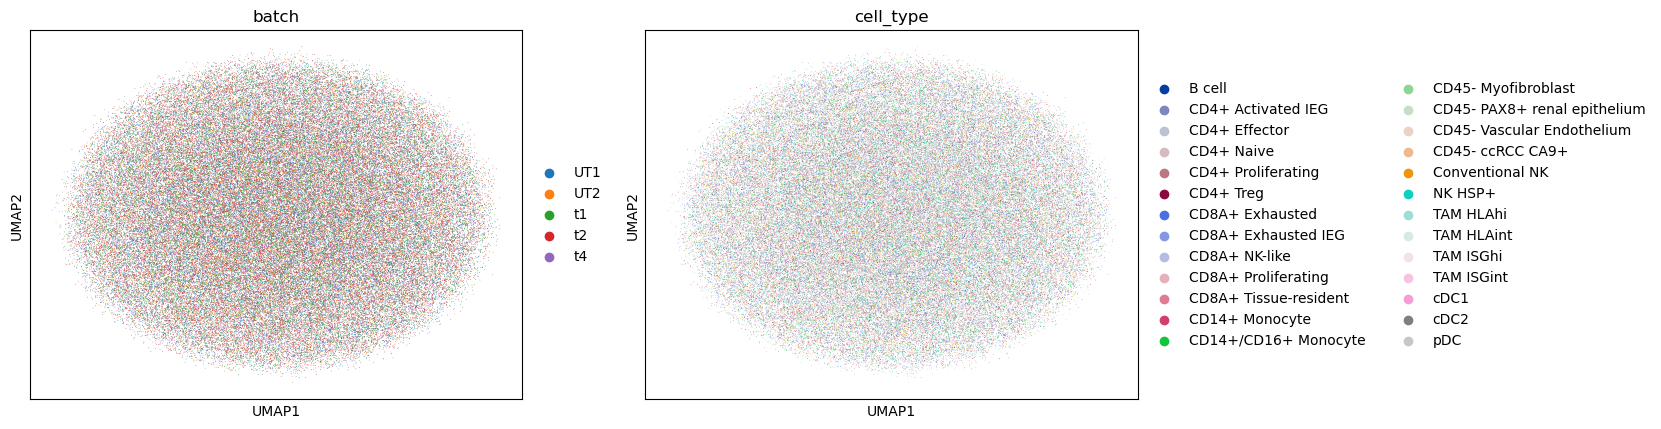 batch
UMAP2
UMAP1
UT1
UT2
t1
t2
t4
cell_type
UMAP2
UMAP1
B cell
CD4+ Activated IEG
CD4+ Effector
CD4+ Naive
CD4+ Proliferating
CD4+ Treg
CD8A+ Exhausted
CD8A+ Exhausted IEG
CD8A+ NK-like
CD8A+ Proliferating
CD8A+ Tissue-resident
CD14+ Monocyte
CD14+/CD16+ Monocyte
CD45- Myofibroblast
CD45- PAX8+ renal epithelium
CD45- Vascular Endothelium
CD45- ccRCC CA9+
Conventional NK
NK HSP+
TAM HLAhi
TAM HLAint
TAM ISGhi
TAM ISGint
cDC1
cDC2
pDC